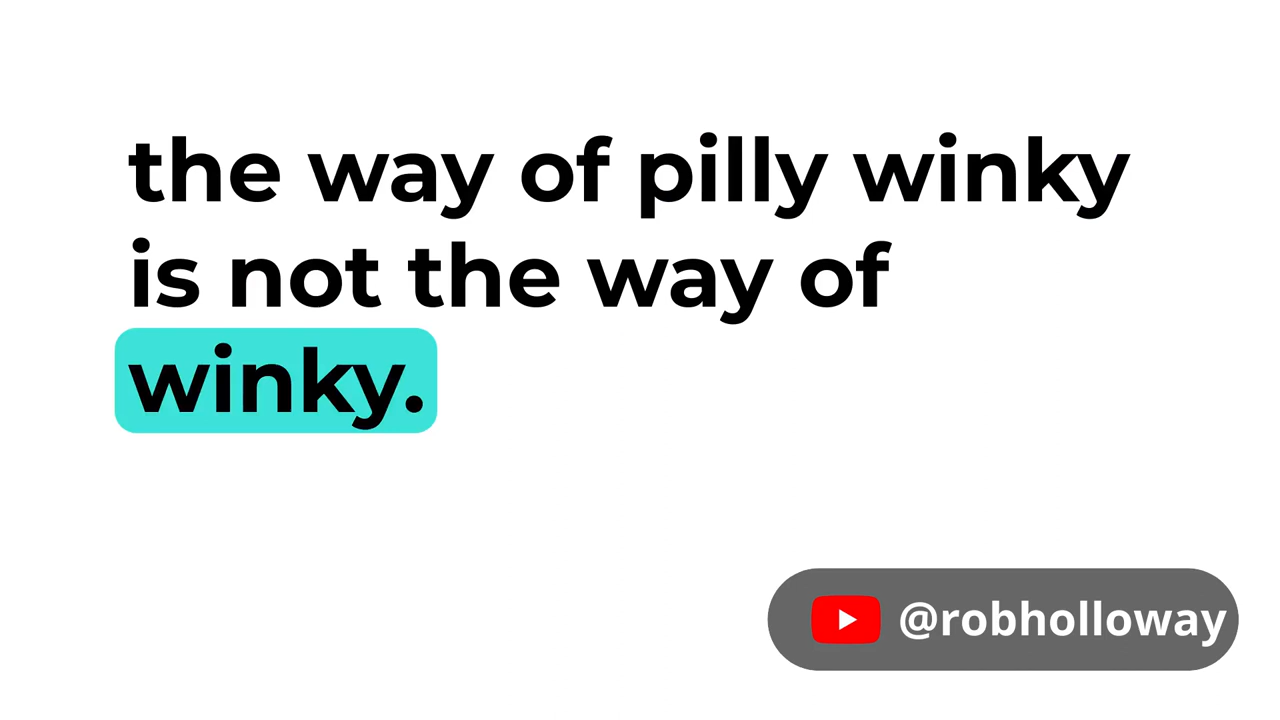 the way of pilly winky
is not the way of
winky.
@robholloway